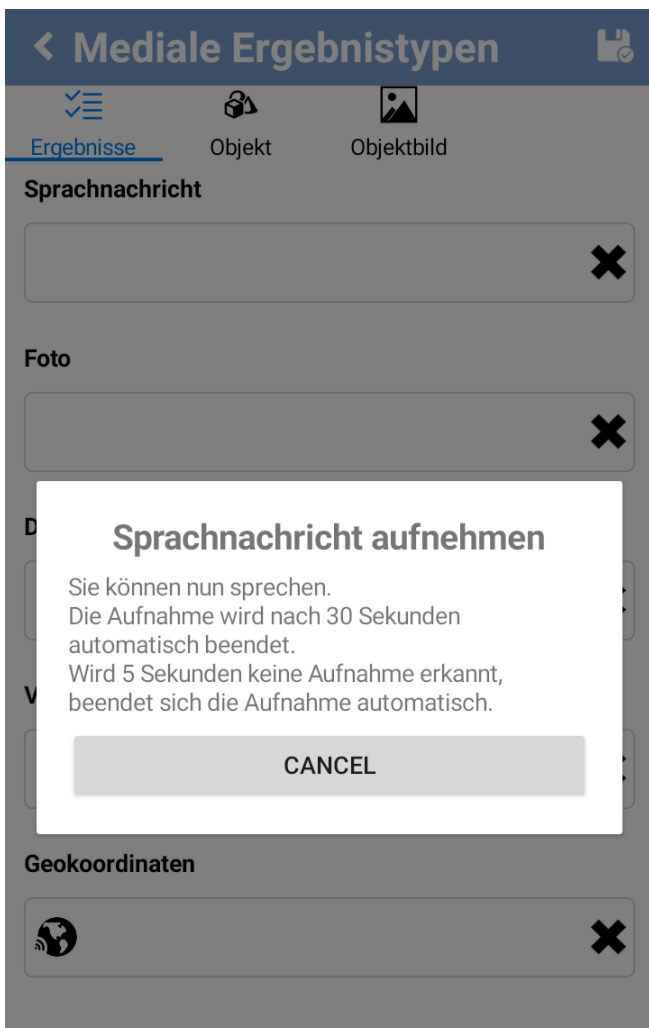 Mediale Ergebnistypen
Ergebnisse Objekt Objektbild
Sprachnachricht
Foto
D
Sprachnachricht aufnehmen
Sie können nun sprechen.
Die Aufnahme wird nach 30 Sekunden
automatisch beendet.
Wird 5 Sekunden keine Aufnahme erkannt,
V
beendet sich die Aufnahme automatisch.
CANCEL
Geokoordinaten